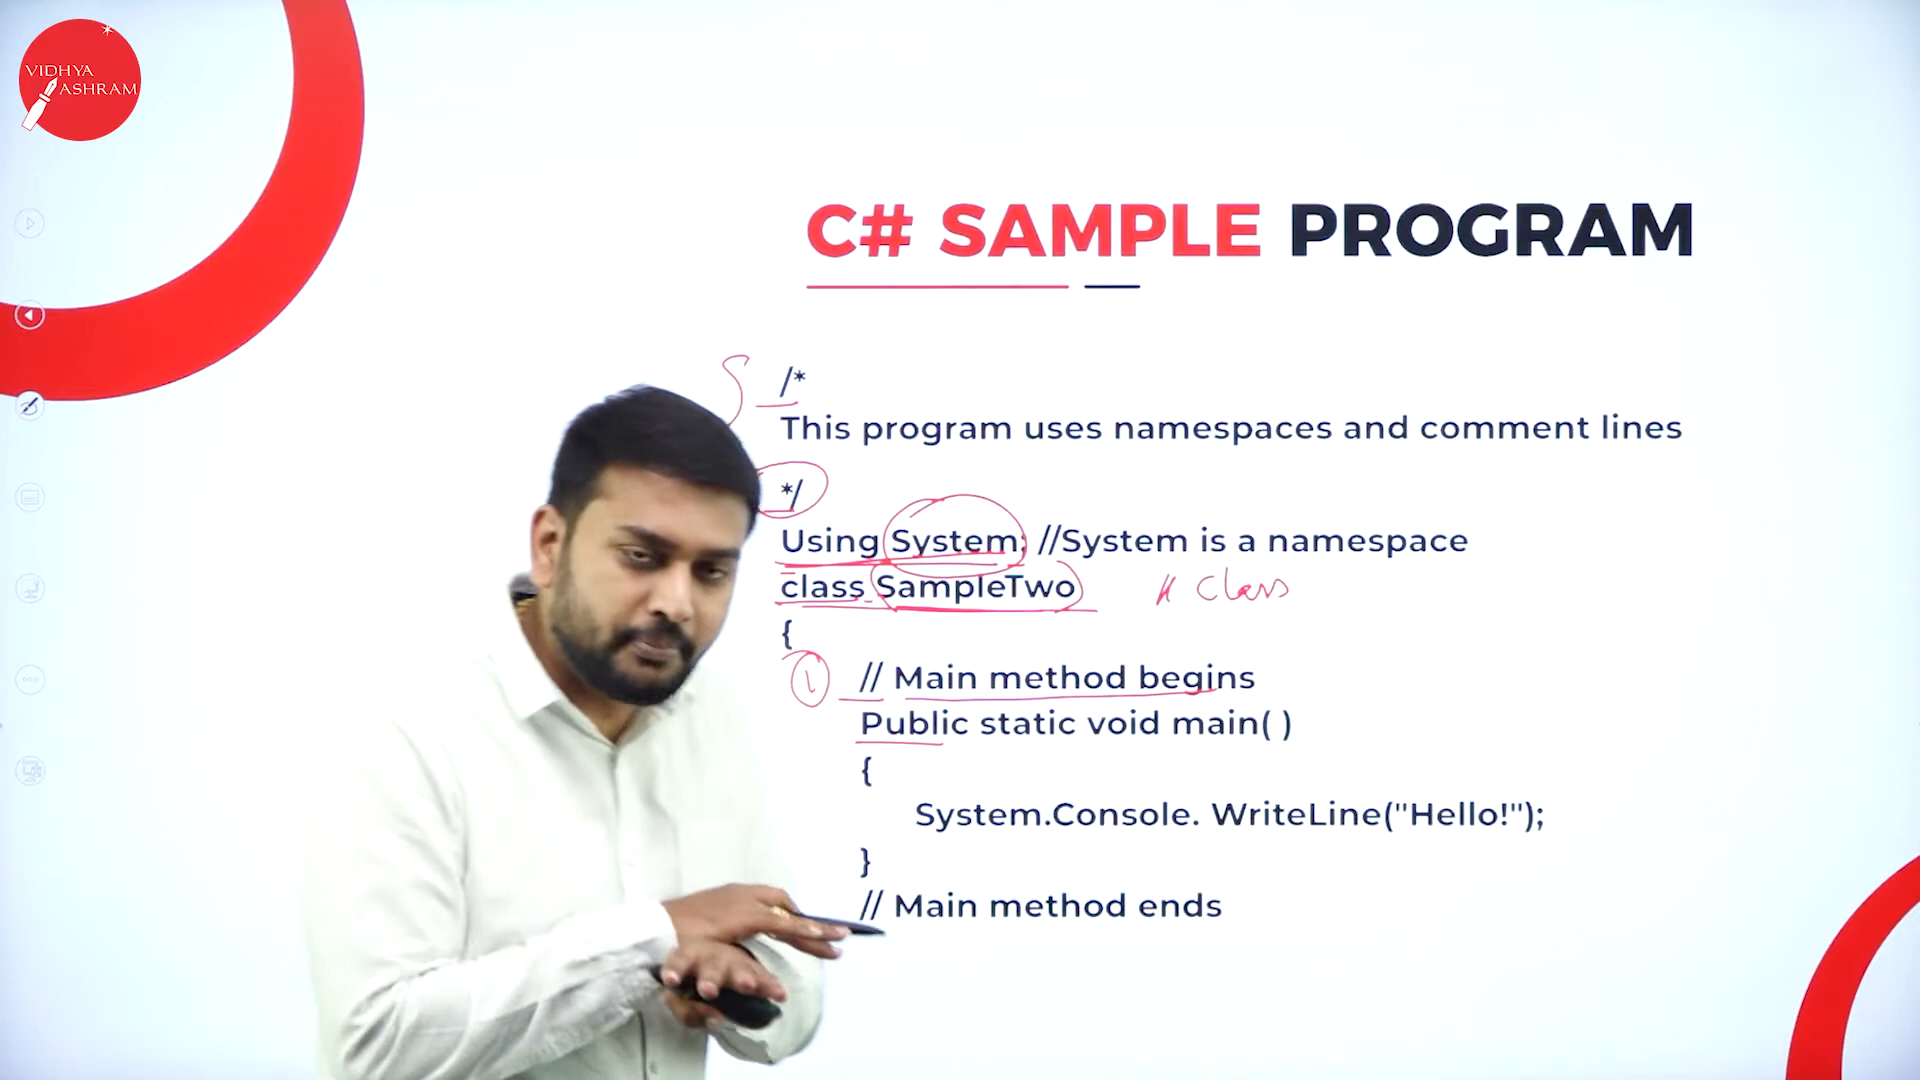 VIDHYA
ASHRAM
C# SAMPLE PROGRAM
/*
This program uses namespaces and comment lines
*/
Using System; //System is a namespace
class SampleTwo // Class
{
1 // Main method begins
Public static void main( )
{
System.Console. WriteLine("Hello!");
}
// Main method ends